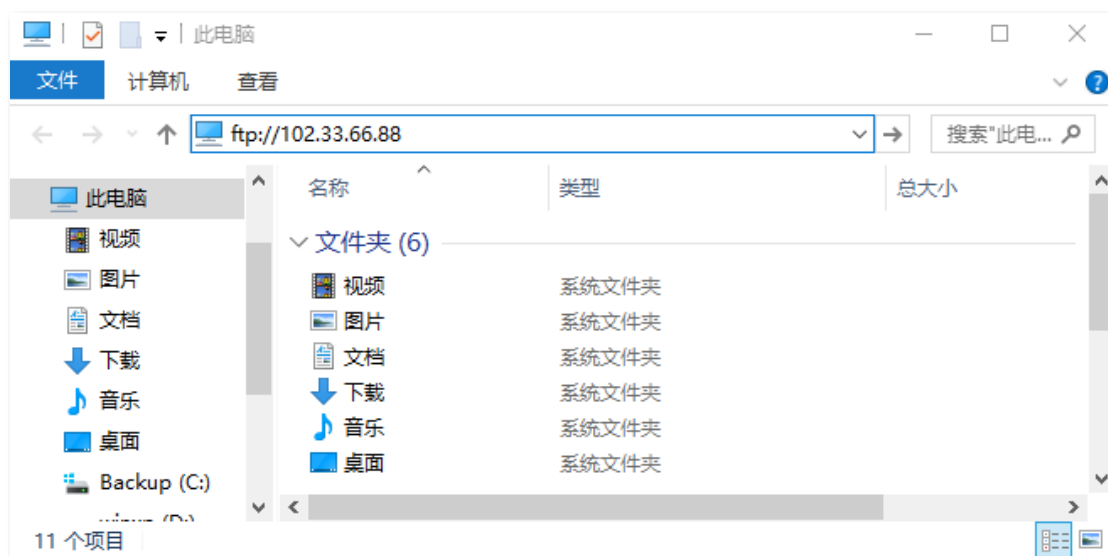 此电脑
文件 计算机 查看
ftp://102.33.66.88 搜索"此电...
此电脑
视频
图片
文档
下载
音乐
桌面
Backup (C:)
名称 类型 总大小
文件夹 (6)
视频 系统文件夹
图片 系统文件夹
文档 系统文件夹
下载 系统文件夹
音乐 系统文件夹
桌面 系统文件夹
11 个项目